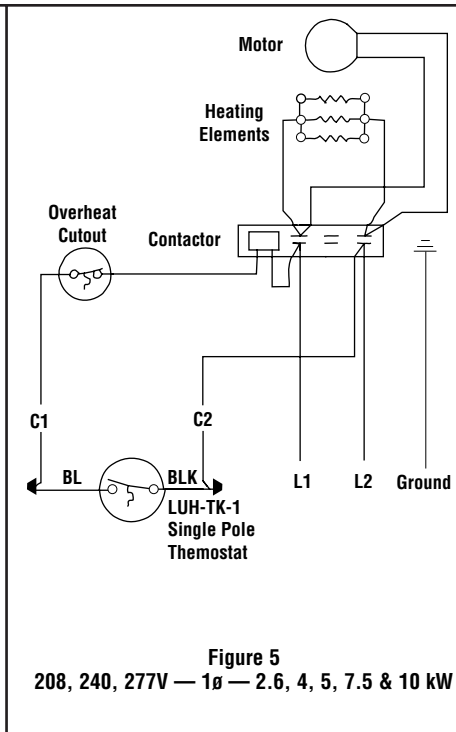 Motor
Heating
Elements
Overheat
Cutout
Contactor
C1
C2
BL
BLK
L1
L2
Ground
LUH-TK-1
Single Pole
Themostat
Figure 5
208, 240, 277V — 1ø — 2.6, 4, 5, 7.5 & 10 kW